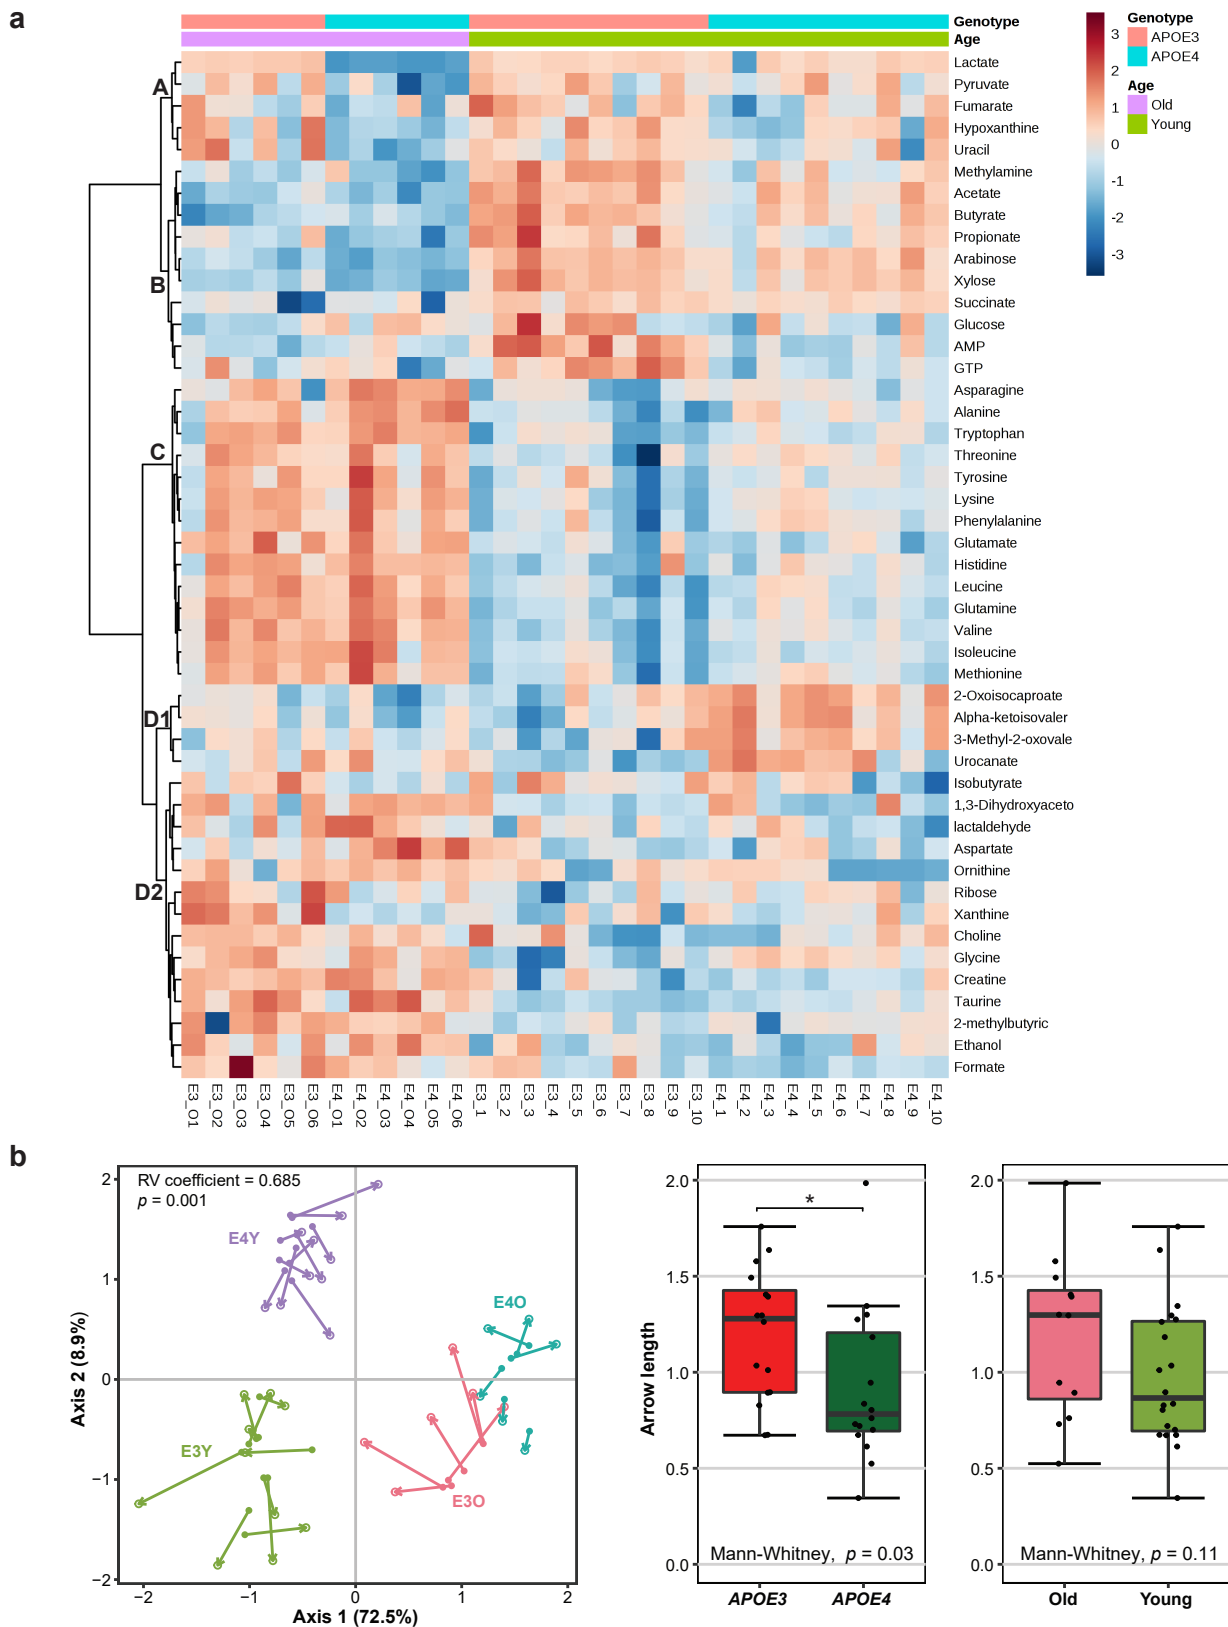 a
Genotype
Age
3
2
1
0
-1
-2
-3
Genotype
APOE3
APOE4
Age
Old
Young
A
B
C
D1
D2
Lactate
Pyruvate
Fumarate
Hypoxanthine
Uracil
Methylamine
Acetate
Butyrate
Propionate
Arabinose
Xylose
Succinate
Glucose
AMP
GTP
Asparagine
Alanine
Tryptophan
Threonine
Tyrosine
Lysine
Phenylalanine
Glutamate
Histidine
Leucine
Glutamine
Valine
Isoleucine
Methionine
2-Oxoisocaproate
Alpha-ketoisovaler
3-Methyl-2-oxovale
Urocanate
Isobutyrate
1,3-Dihydroxyaceto
lactaldehyde
Aspartate
Ornithine
Ribose
Xanthine
Choline
Glycine
Creatine
Taurine
2-methylbutyric
Ethanol
Formate
E3_O1
E3_O2
E3_O3
E3_O4
E3_O5
E3_O6
E4_O1
E4_O2
E4_O3
E4_O4
E4_O5
E4_O6
E3_1
E3_2
E3_3
E3_4
E3_5
E3_6
E3_7
E3_8
E3_9
E3_10
E4_1
E4_2
E4_3
E4_4
E4_5
E4_6
E4_7
E4_8
E4_9
E4_10
b
RV coefficient = 0.685
p = 0.001
E4Y
E4O
E3Y
E3O
2
1
0
−1
−2
Axis 2 (8.9%)
−2
−1
0
1
2
Axis 1 (72.5%)
Arrow length
2.0
1.5
1.0
0.5
0.0
*
Mann-Whitney, p = 0.03
APOE3
APOE4
2.0
1.5
1.0
0.5
0.0
Mann-Whitney, p = 0.11
Old
Young